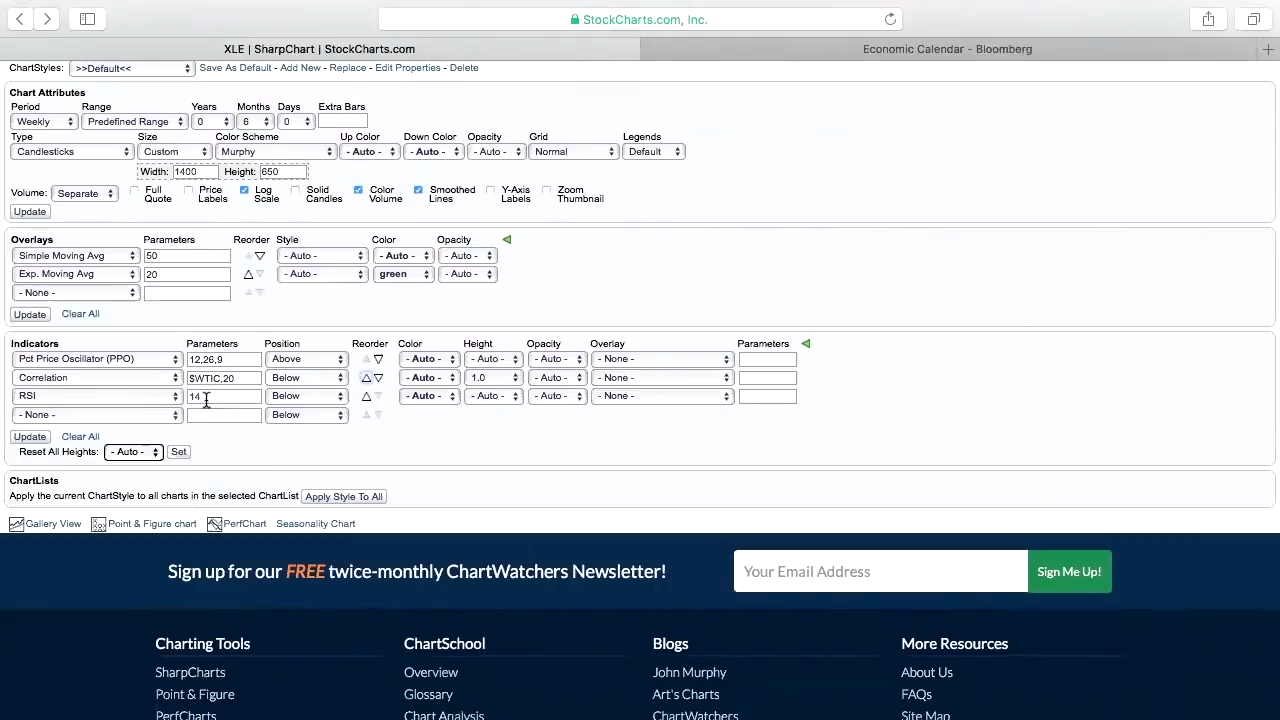 StockCharts.com, Inc.
XLE | SharpChart | StockCharts.com
Economic Calendar - Bloomberg
ChartStyles: >>Default<< Save As Default - Add New - Replace - Edit Properties - Delete
Chart Attributes
Period Range Years Months Days Extra Bars
Weekly Predefined Range 0 6 0
Type Size Color Scheme Up Color Down Color Opacity Grid Legends
Candlesticks Custom Murphy - Auto - - Auto - - Auto - Normal Default
Width: 1400 Height: 650
Volume: Separate Full Quote Price Labels Log Scale Solid Candles Color Volume Smoothed Lines Y-Axis Labels Zoom Thumbnail
Update
Overlays Parameters Reorder Style Color Opacity
Simple Moving Avg 50 - Auto - - Auto - - Auto -
Exp. Moving Avg 20 - Auto - green - Auto -
- None -
Update Clear All
Indicators Parameters Position Reorder Color Height Opacity Overlay Parameters
Pct Price Oscillator (PPO) 12,26,9 Above - Auto - - Auto - - Auto - - None -
Correlation $WTIC,20 Below - Auto - 1.0 - Auto - - None -
RSI 14 Below - Auto - - Auto - - Auto - - None -
- None - Below
Update Clear All
Reset All Heights: - Auto - Set
ChartLists
Apply the current ChartStyle to all charts in the selected ChartList Apply Style To All
Gallery View Point & Figure chart PerfChart Seasonality Chart
Sign up for our FREE twice-monthly ChartWatchers Newsletter! Your Email Address Sign Me Up!
Charting Tools ChartSchool Blogs More Resources
SharpCharts Overview John Murphy About Us
Point & Figure Glossary Art's Charts FAQs
PerfCharts Chart Analysis ChartWatchers Site Map